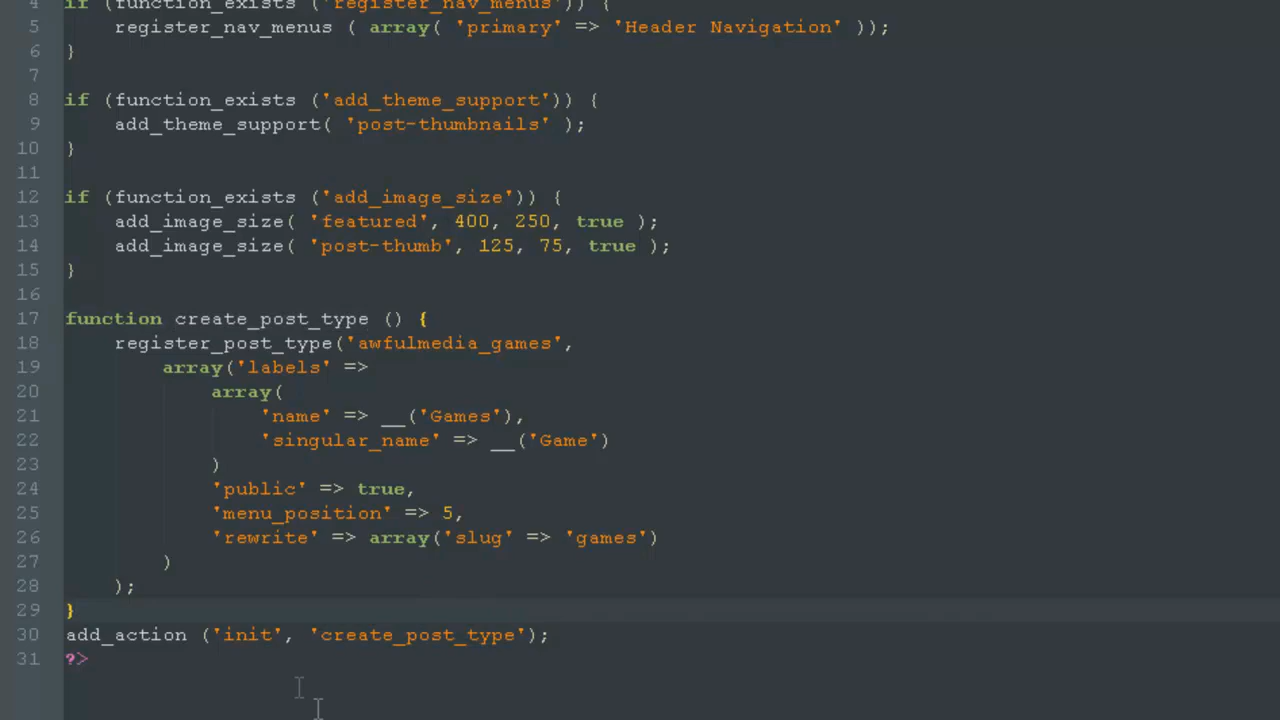 4 if (function_exists ('register_nav_menus')) {
5 register_nav_menus ( array( 'primary' => 'Header Navigation' ));
6 }
7
8 if (function_exists ('add_theme_support')) {
9 add_theme_support( 'post-thumbnails' );
10 }
11
12 if (function_exists ('add_image_size')) {
13 add_image_size( 'featured', 400, 250, true );
14 add_image_size( 'post-thumb', 125, 75, true );
15 }
16
17 function create_post_type () {
18 register_post_type('awfulmedia_games',
19 array('labels' =>
20 array(
21 'name' => __('Games'),
22 'singular_name' => __('Game')
23 )
24 'public' => true,
25 'menu_position' => 5,
26 'rewrite' => array('slug' => 'games')
27 )
28 );
29 }
30 add_action ('init', 'create_post_type');
31 ?>